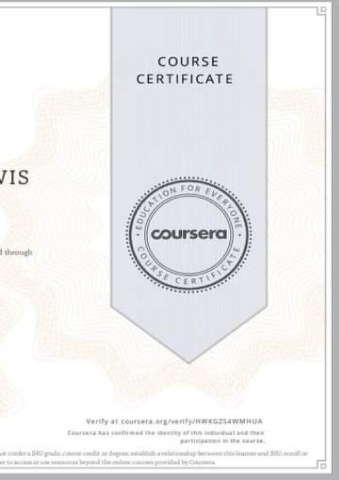 COURSE
CERTIFICATE
VIS
d through
EDUCATION FOR EVERYONE
coursera
COURSE CERTIFICATE
Verify at coursera.org/verify/HWKGZS4WMHUA
Coursera has confirmed the identity of this individual and their
participation in the course.
confer a JHU grade, course credit or degree, establish a relationship between this learner and JHU, enroll or
er to access or use resources beyond the online courses provided by Coursera.